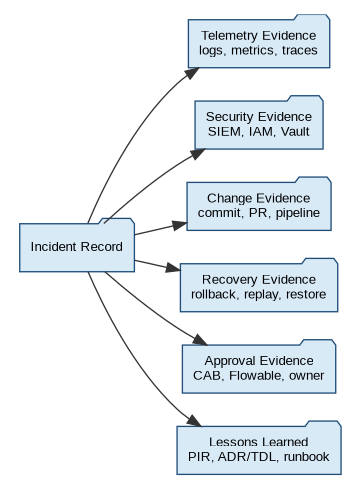 Telemetry Evidence
logs, metrics, traces
Security Evidence
SIEM, IAM, Vault
Change Evidence
commit, PR, pipeline
Incident Record
Recovery Evidence
rollback, replay, restore
Approval Evidence
CAB, Flowable, owner
Lessons Learned
PIR, ADR/TDL, runbook